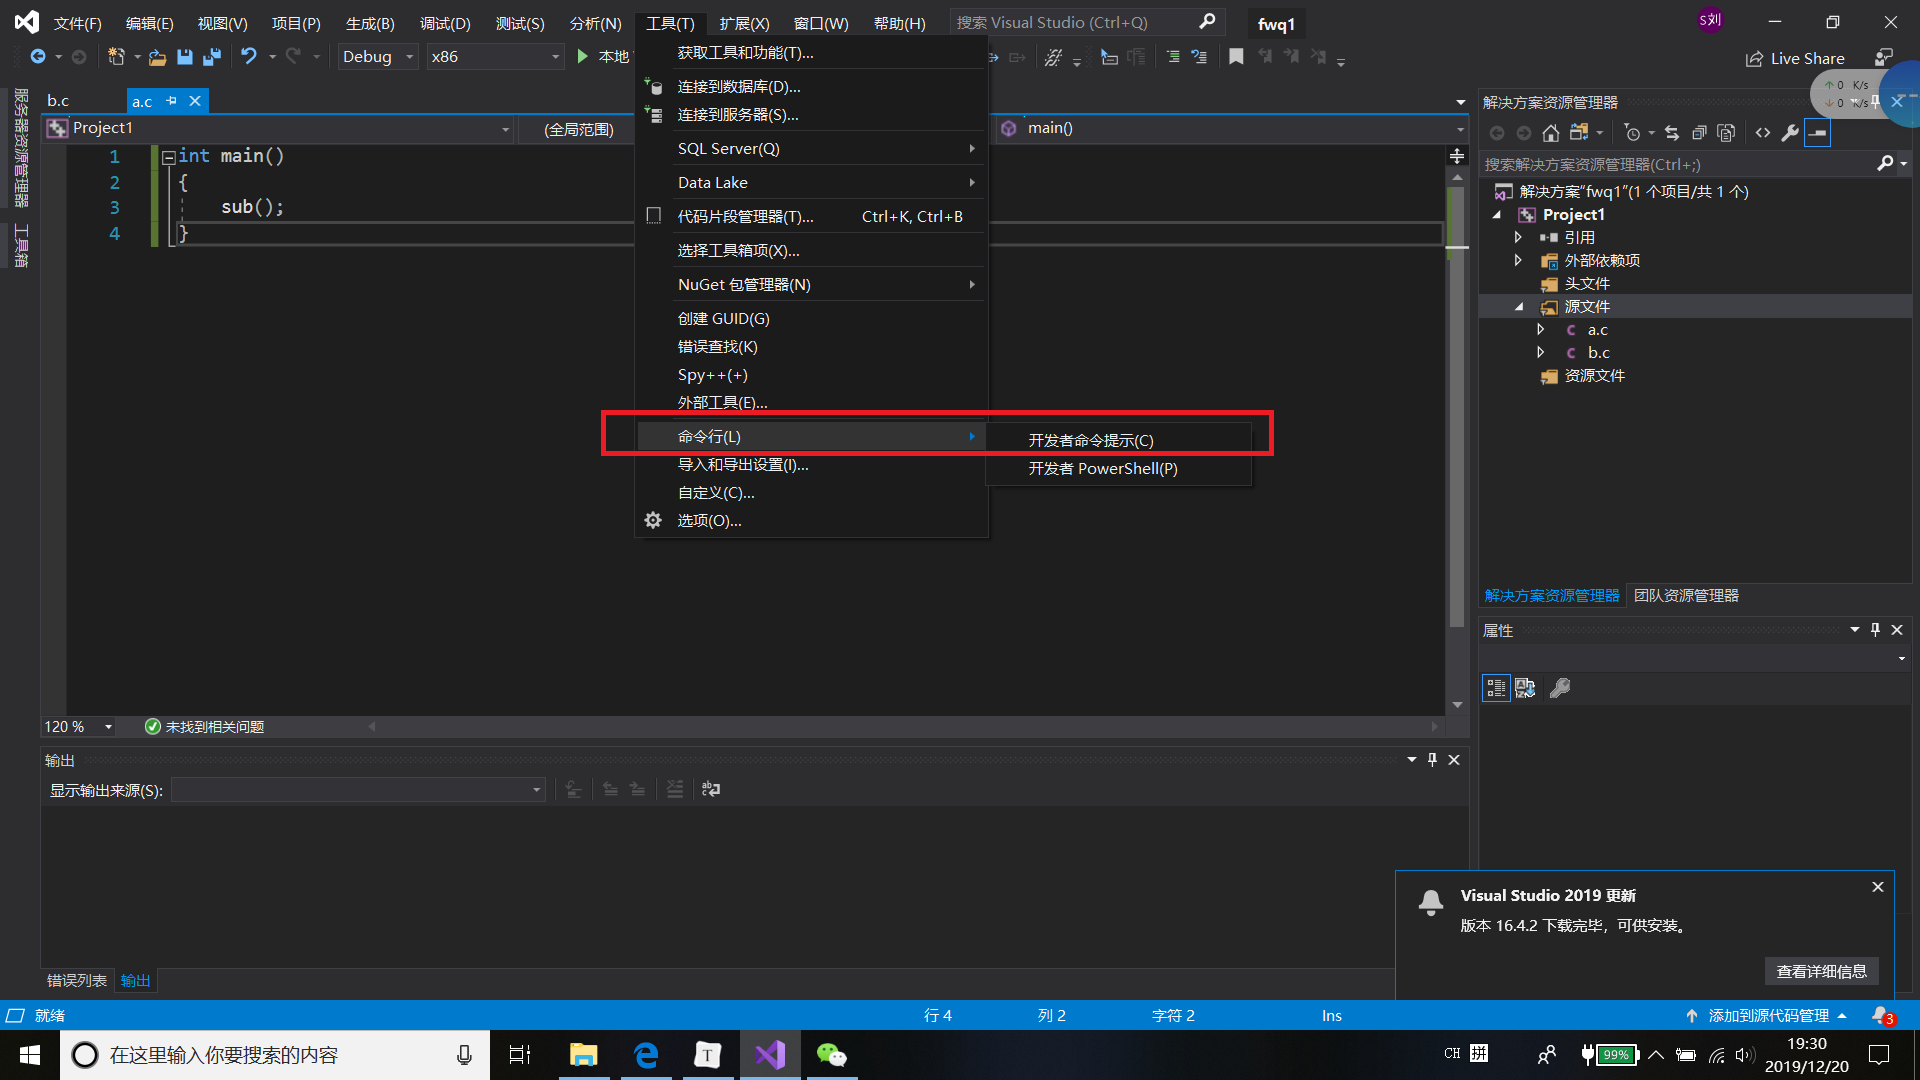 文件(F) 编辑(E) 视图(V) 项目(P) 生成(B) 调试(D) 测试(S) 分析(N) 工具(T) 扩展(X) 窗口(W) 帮助(H) 搜索 Visual Studio (Ctrl+Q) fwq1 S刘
Debug x86 本地 Live Share
获取工具和功能(T)...
连接到数据库(D)...
连接到服务器(S)...
SQL Server(Q)
Data Lake
代码片段管理器(T)... Ctrl+K, Ctrl+B
选择工具箱项(X)...
NuGet 包管理器(N)
创建 GUID(G)
错误查找(K)
Spy++(+)
外部工具(E)...
命令行(L)
导入和导出设置(I)...
自定义(C)...
选项(O)...
开发者命令提示(C)
开发者 PowerShell(P)
服务器资源管理器
工具箱
b.c a.c
Project1 (全局范围) main()
1 int main()
2 {
3 sub();
4 }
120 % 未找到相关问题
输出
显示输出来源(S):
错误列表 输出
解决方案资源管理器
0 K/s
0 K/s
搜索解决方案资源管理器(Ctrl+;)
解决方案“fwq1”(1 个项目/共 1 个)
Project1
引用
外部依赖项
头文件
源文件
a.c
b.c
资源文件
解决方案资源管理器 团队资源管理器
属性
Visual Studio 2019 更新
版本 16.4.2 下载完毕，可供安装。
查看详细信息
就绪 行 4 列 2 字符 2 Ins 添加到源代码管理 3
在这里输入你要搜索的内容 T CH 拼 99% 19:30
2019/12/20